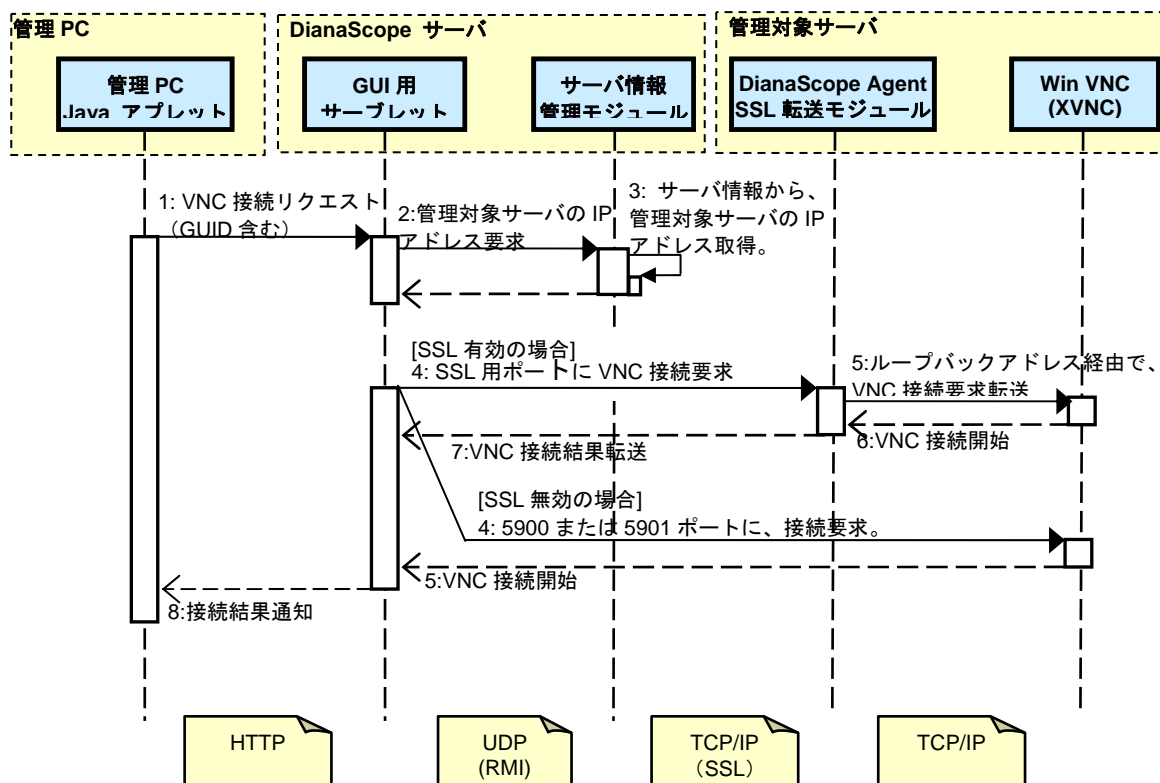 管理 PC
DianaScope サーバ
管理対象サーバ
管理 PC
Java アプレット
GUI 用
サーブレット
サーバ情報
管理モジュール
DianaScope Agent
SSL 転送モジュール
Win VNC
(XVNC)
1: VNC 接続リクエスト
（GUID 含む）
2:管理対象サーバの IP
アドレス要求
3: サーバ情報から、
管理対象サーバの IP
アドレス取得。
[SSL 有効の場合]
4: SSL 用ポートに VNC 接続要求
5:ループバックアドレス経由で、
VNC 接続要求転送
6:VNC 接続開始
7:VNC 接続結果転送
[SSL 無効の場合]
4: 5900 または 5901 ポートに、接続要求。
5:VNC 接続開始
8:接続結果通知
HTTP
UDP
(RMI)
TCP/IP
（SSL）
TCP/IP